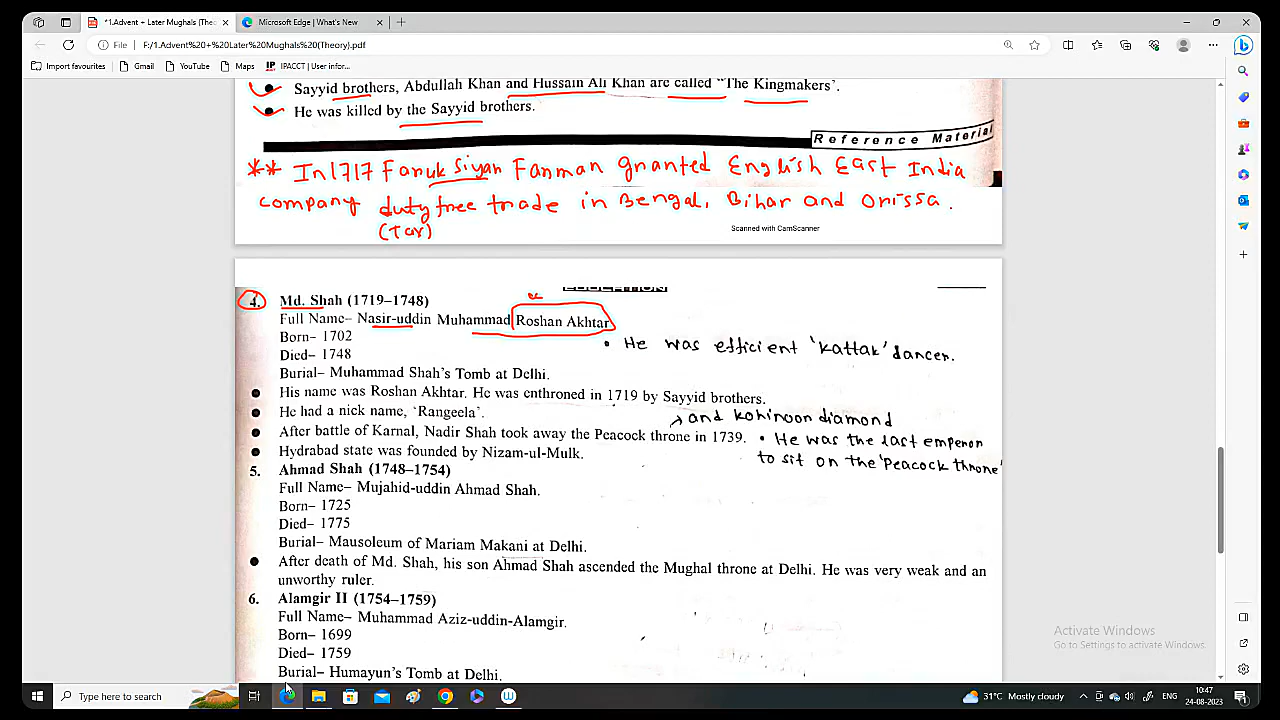 *1.Advent + Later Mughals (Theo
Microsoft Edge | What's New
File
F:/1.Advent%20+%20Later%20Mughals%20(Theory).pdf
Import favourites
Gmail
YouTube
Maps
IPACCT | User infor...
Sayyid brothers, Abdullah Khan and Hussain Ali Khan are called "The Kingmakers'.
He was killed by the Sayyid brothers.
Reference Material
** In 1717 Faruk Siyan Fanman granted English East India
company duty free trade in Bengal, Bihar and Orissa.
(Tax)
Scanned with CamScanner
4. Md. Shah (1719–1748)
Full Name– Nasir-uddin Muhammad Roshan Akhtar
Born– 1702
• He was efficient 'Kattak' dancer.
Died– 1748
Burial– Muhammad Shah's Tomb at Delhi.
• His name was Roshan Akhtar. He was enthroned in 1719 by Sayyid brothers.
• He had a nick name, 'Rangeela'.
and kohinoor diamond
• After battle of Karnal, Nadir Shah took away the Peacock throne in 1739.
• He was the last emperor
to sit on the 'Peacock throne'
• Hydrabad state was founded by Nizam-ul-Mulk.
5. Ahmad Shah (1748–1754)
Full Name– Mujahid-uddin Ahmad Shah.
Born– 1725
Died– 1775
Burial– Mausoleum of Mariam Makani at Delhi.
• After death of Md. Shah, his son Ahmad Shah ascended the Mughal throne at Delhi. He was very weak and an
unworthy ruler.
6. Alamgir II (1754–1759)
Full Name– Muhammad Aziz-uddin-Alamgir.
Born– 1699
Died– 1759
Burial– Humayun's Tomb at Delhi.
Activate Windows
Go to Settings to activate Windows.
Type here to search
31°C Mostly cloudy
ENG
10:47
24-08-2023